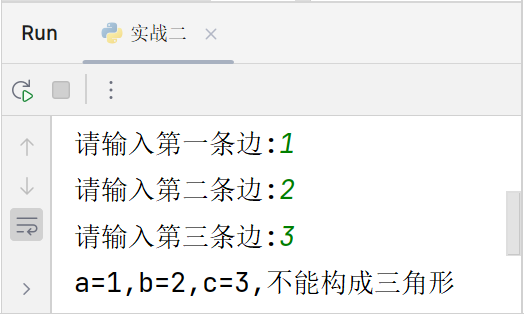 Run 实战二
请输入第一条边:1
请输入第二条边:2
请输入第三条边:3
a=1,b=2,c=3,不能构成三角形